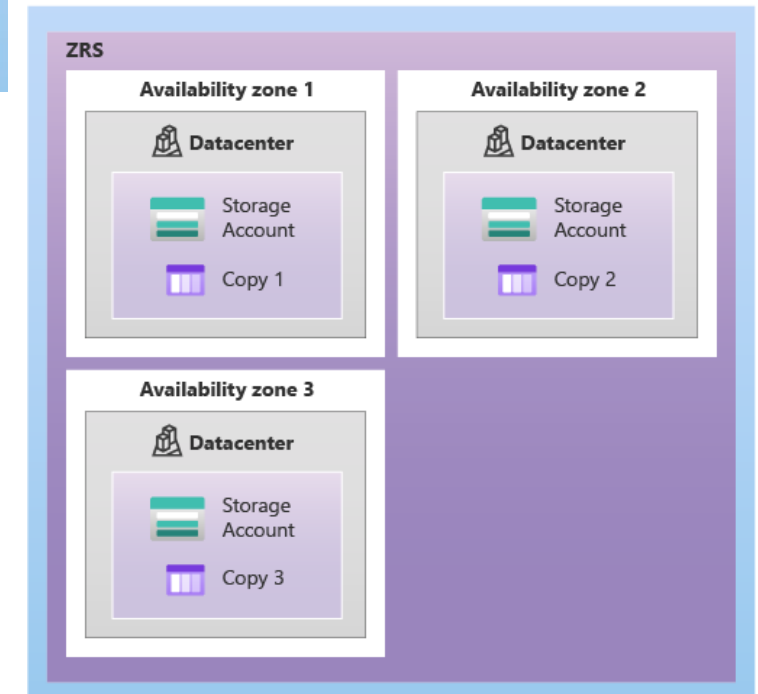 ZRS
Availability zone 1
Datacenter
Storage
Account
Copy 1
Availability zone 2
Datacenter
Storage
Account
Copy 2
Availability zone 3
Datacenter
Storage
Account
Copy 3